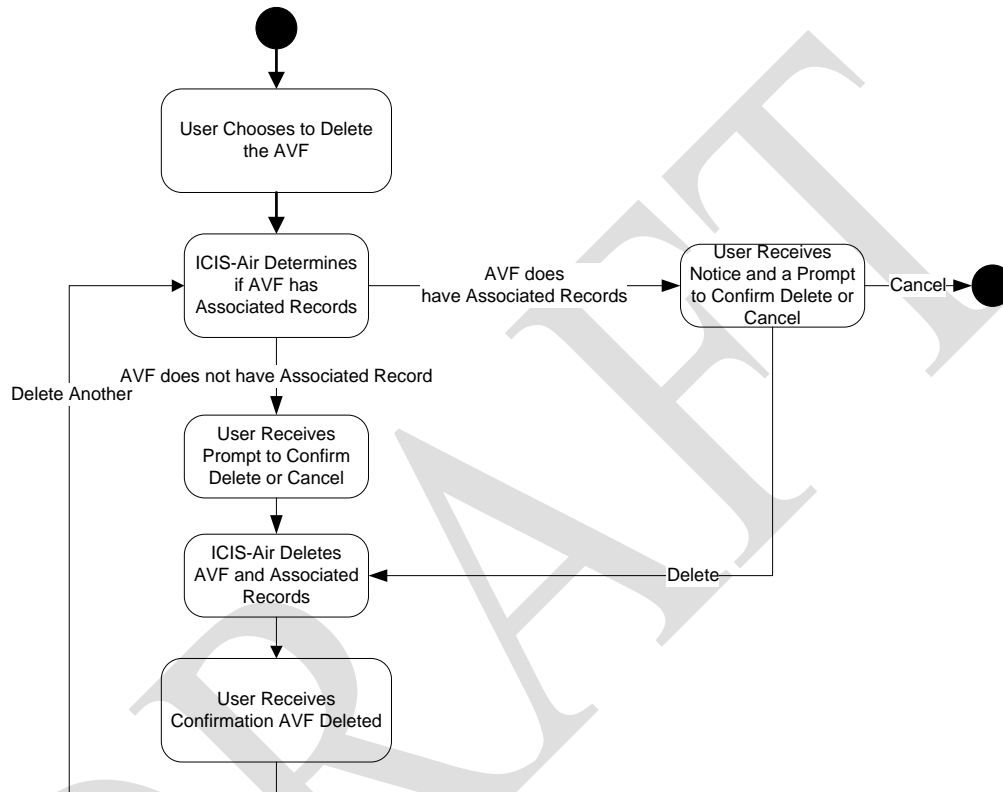 User Chooses to Delete
the AVF
ICIS-Air Determines
if AVF has
Associated Records
AVF does
have Associated Records
User Receives
Notice and a Prompt
to Confirm Delete or
Cancel
Cancel
AVF does not have Associated Record
Delete Another
User Receives
Prompt to Confirm
Delete or Cancel
ICIS-Air Deletes
AVF and Associated
Records
Delete
User Receives
Confirmation AVF Deleted
DRAFT